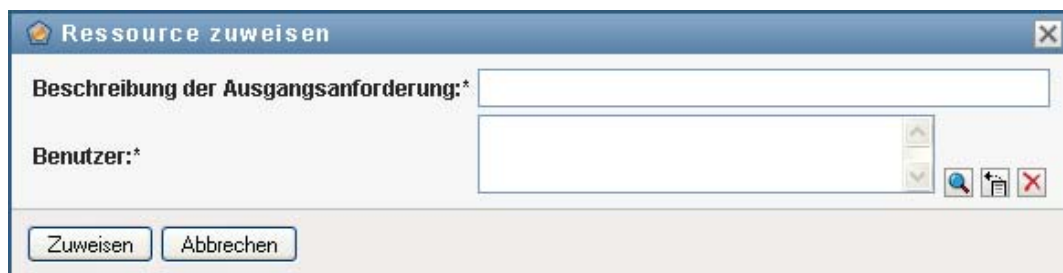 Ressource zuweisen
Beschreibung der Ausgangsanforderung:*
Benutzer:*
Zuweisen Abbrechen